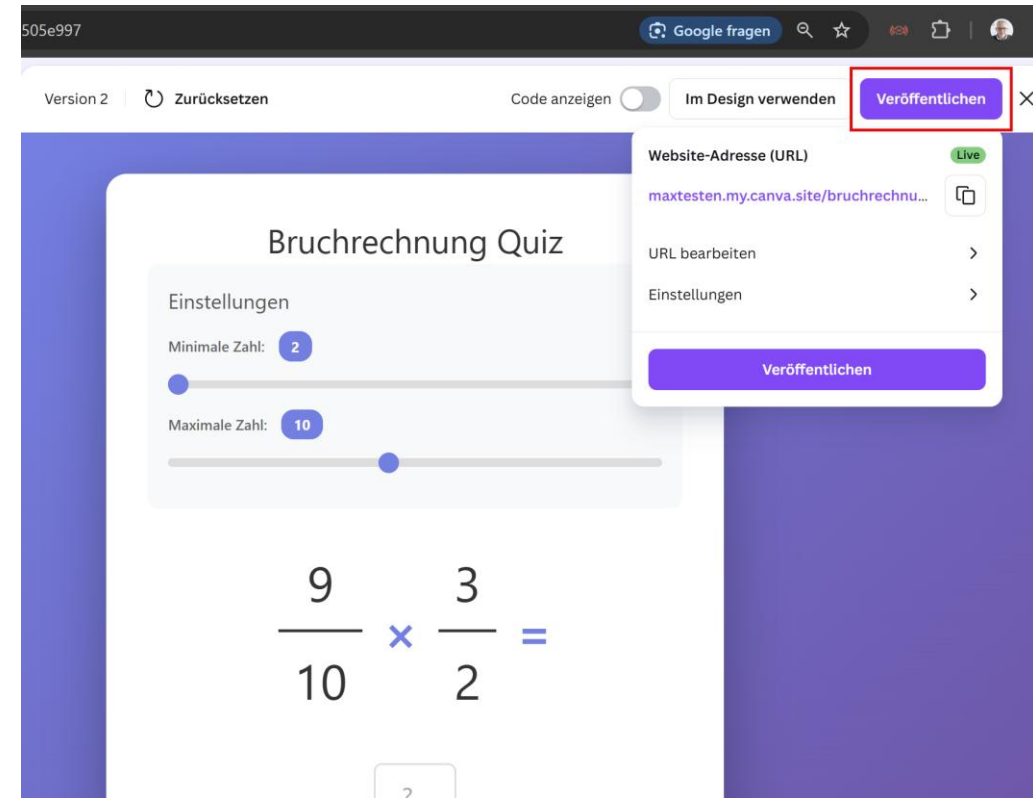 505e997
Google fragen
Version 2
Zurücksetzen
Code anzeigen
Im Design verwenden
Veröffentlichen
Website-Adresse (URL)
Live
maxtesten.my.canva.site/bruchrechnu...
URL bearbeiten
Einstellungen
Veröffentlichen
Bruchrechnung Quiz
Einstellungen
Minimale Zahl: 2
Maximale Zahl: 10
9 3
× =
10 2
?